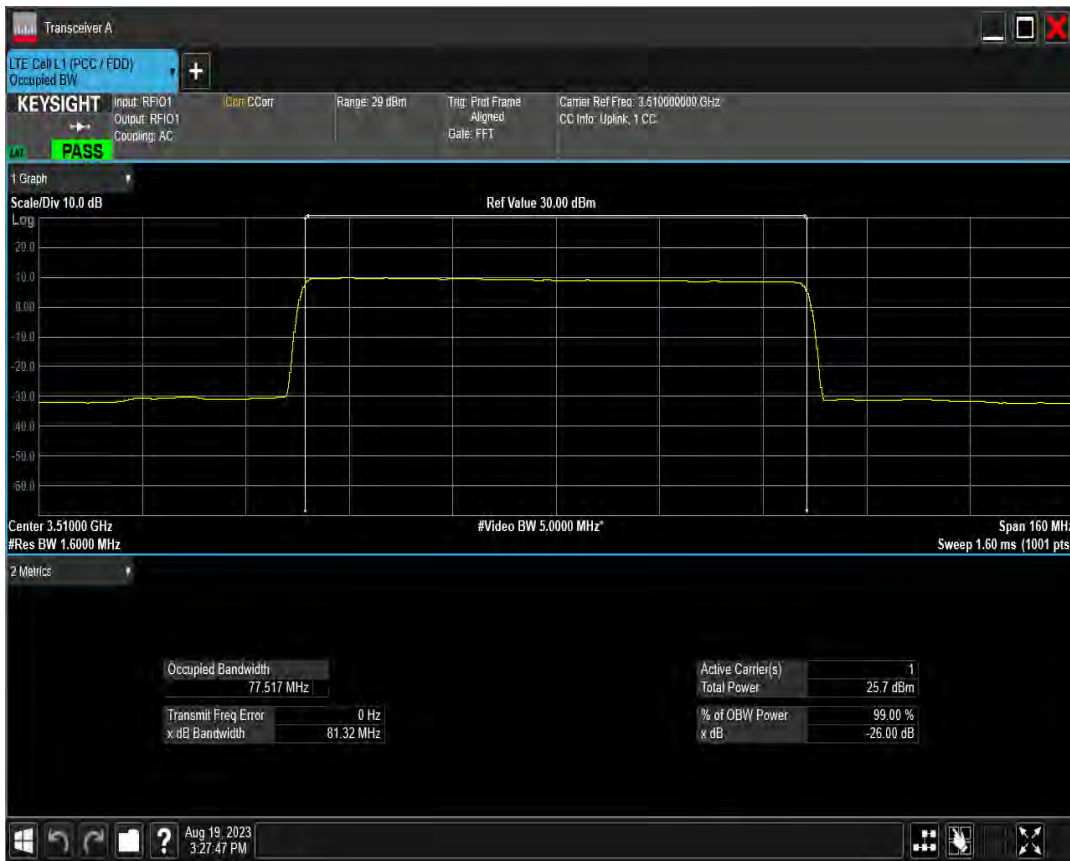 Transceiver A
LTE Cell L1 (PCC / FDD)
Occupied BW
+
KEYSIGHT
Input: RFIO1
Output: RFIO1
Coupling: AC
Corr CCorr
Range: 29 dBm
Trig: Prot Frame
Aligned
Gate: FFT
Carrier Ref Freq: 3.510000000 GHz
CC Info: Uplink, 1 CC
PASS
1 Graph
Scale/Div 10.0 dB
Ref Value 30.00 dBm
Log
20.0
10.0
0.00
-10.0
-20.0
-30.0
-40.0
-50.0
-60.0
Center 3.51000 GHz
#Video BW 5.0000 MHz*
Span 160 MHz
#Res BW 1.6000 MHz
Sweep 1.60 ms (1001 pts
2 Metrics
Occupied Bandwidth
77.517 MHz
Transmit Freq Error 0 Hz
x dB Bandwidth 81.32 MHz
Active Carrier(s) 1
Total Power 25.7 dBm
% of OBW Power 99.00 %
x dB -26.00 dB
?
Aug 19, 2023
3:27:47 PM